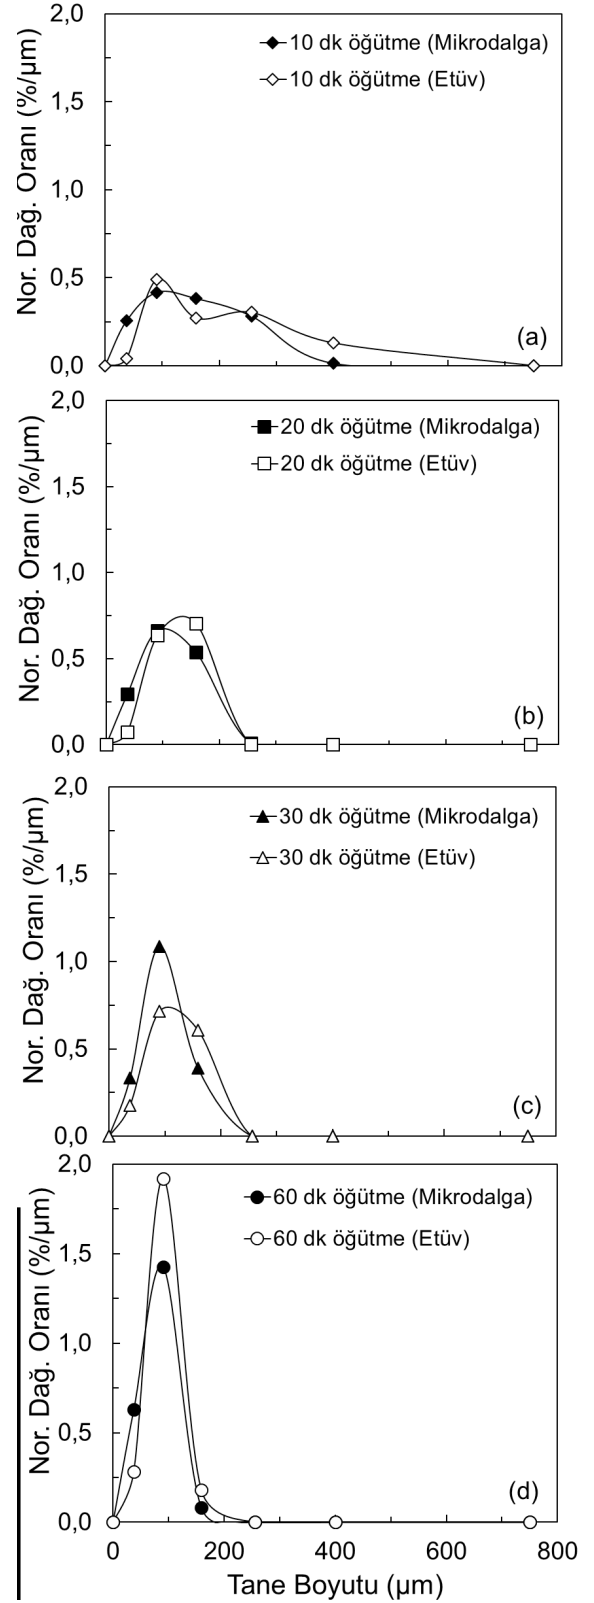 2,0
1,5
1,0
0,5
0,0
Nor. Dağ. Oranı (%/µm)
10 dk öğütme (Mikrodalga)
10 dk öğütme (Etüv)
(a)
2,0
1,5
1,0
0,5
0,0
Nor. Dağ. Oranı (%/µm)
20 dk öğütme (Mikrodalga)
20 dk öğütme (Etüv)
(b)
2,0
1,5
1,0
0,5
0,0
Nor. Dağ. Oranı (%/µm)
30 dk öğütme (Mikrodalga)
30 dk öğütme (Etüv)
(c)
2,0
1,5
1,0
0,5
0,0
Nor. Dağ. Oranı (%/µm)
60 dk öğütme (Mikrodalga)
60 dk öğütme (Etüv)
(d)
0 200 400 600 800
Tane Boyutu (µm)